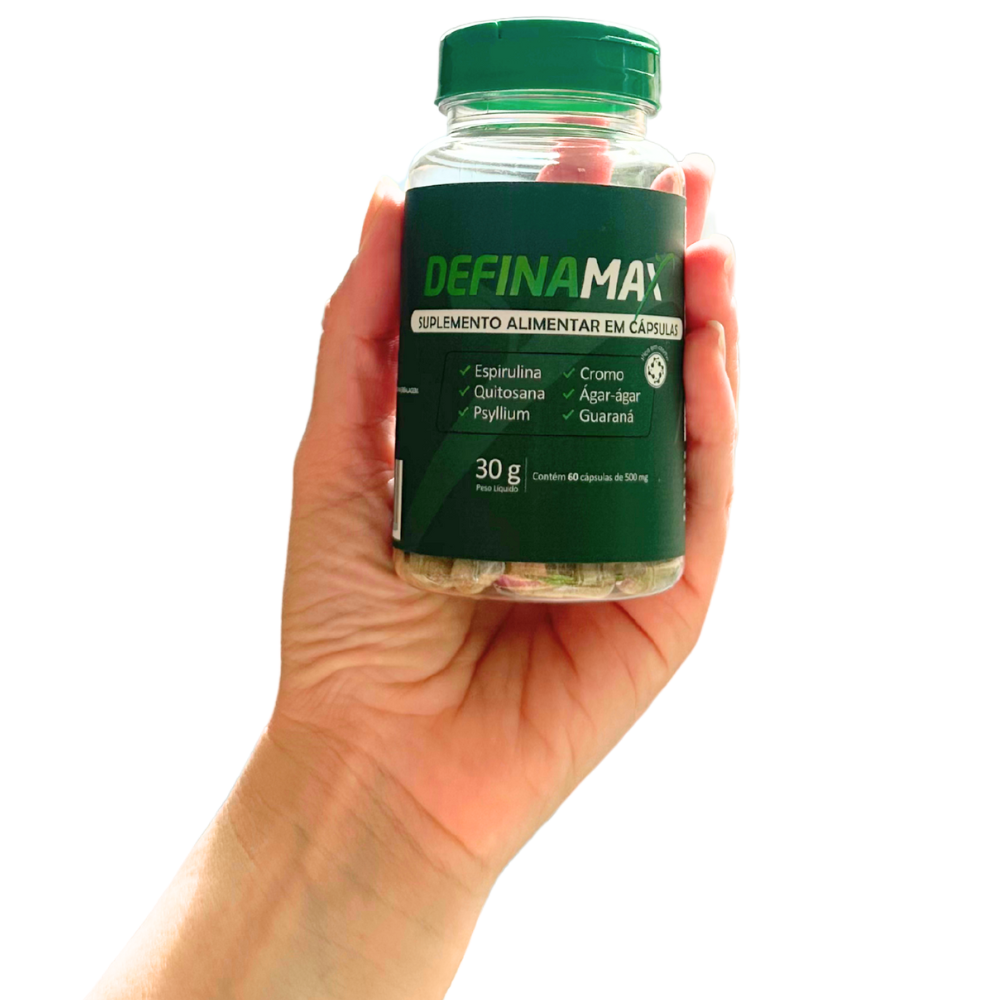 DEFINAMAX
SUPLEMENTO ALIMENTAR EM CÁPSULAS
Espirulina
Quitosana
Psyllium
Cromo
Ágar-ágar
Guaraná
30 g
Peso Líquido
Contém 60 cápsulas de 500 mg